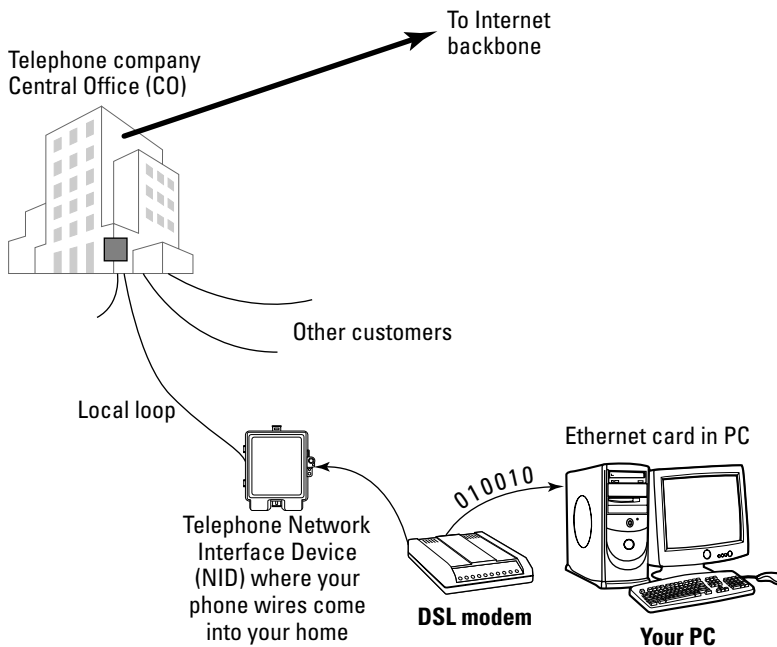 To Internet
backbone
Telephone company
Central Office (CO)
Other customers
Local loop
Ethernet card in PC
010010
Telephone Network
Interface Device
(NID) where your
phone wires come
into your home
DSL modem
Your PC